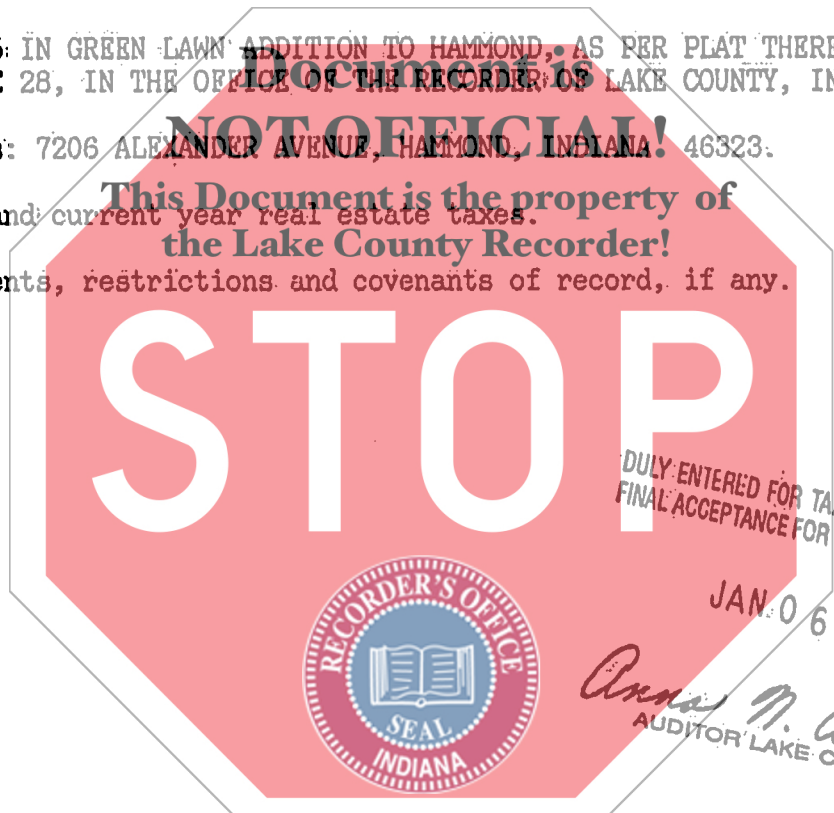 IN GREEN LAWN ADDITION TO HAMMOND, AS PER PLAT THERE
28, IN THE OFFICE OF THE RECORDER OF LAKE COUNTY, IN
Document is
NOT OFFICIAL!
: 7206 ALEXANDER AVENUE, HAMMOND, INDIANA 46323.
This Document is the property of
and current year real estate taxes.
the Lake County Recorder!
nts, restrictions and covenants of record, if any.
STOP
DULY ENTERED FOR TA
FINAL ACCEPTANCE FOR
JAN 06
RECORDER'S OFFICE
SEAL
INDIANA
Anna N.
AUDITOR LAKE C